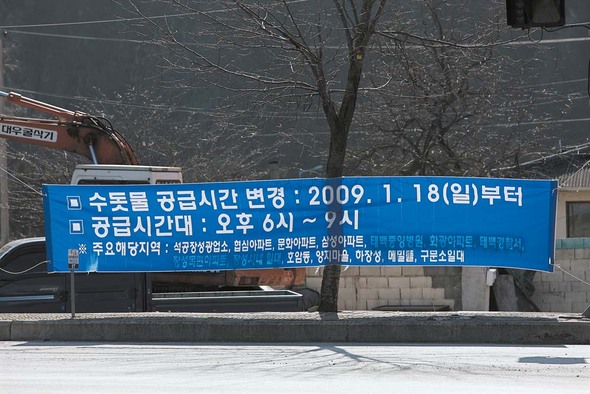 대우굴삭기
▣ 수돗물 공급시간 변경 : 2009. 1. 18(일)부터
▣ 공급시간대 : 오후 6시 ~ 9시
※ 주요해당지역 : 석공장성광업소, 협심아파트, 문화아파트, 삼성아파트, 태백중앙병원, 화광아파트, 태백경찰서,
호암동, 양지마을, 하장성, 메밀뜰, 구문소일대